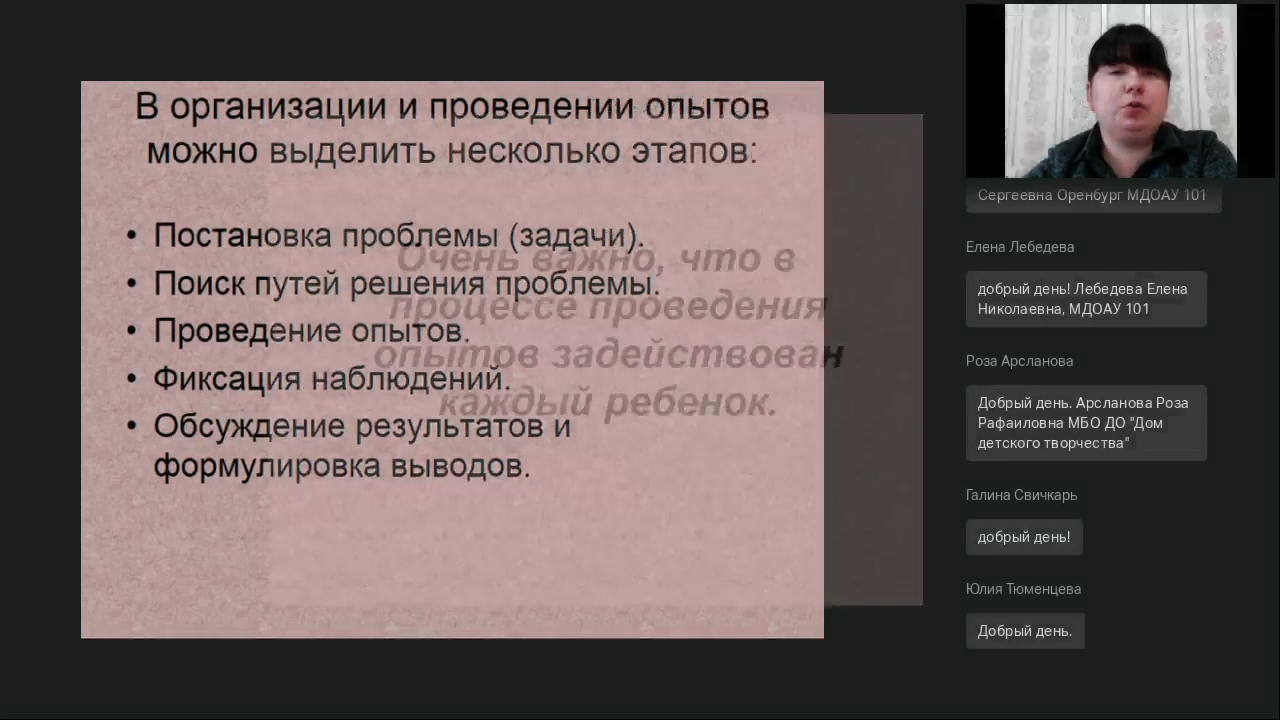 В организации и проведении опытов
можно выделить несколько этапов:
• Постановка проблемы (задачи).
• Поиск путей решения проблемы.
• Проведение опытов.
• Фиксация наблюдений.
• Обсуждение результатов и
формулировка выводов.
Очень важно, что в
процессе проведения
опытов задействован
каждый ребенок.
Сергеевна Оренбург МДОАУ 101
Елена Лебедева
добрый день! Лебедева Елена
Николаевна, МДОАУ 101
Роза Арсланова
Добрый день. Арсланова Роза
Рафаиловна МБО ДО "Дом
детского творчества"
Галина Свичкарь
добрый день!
Юлия Тюменцева
Добрый день.